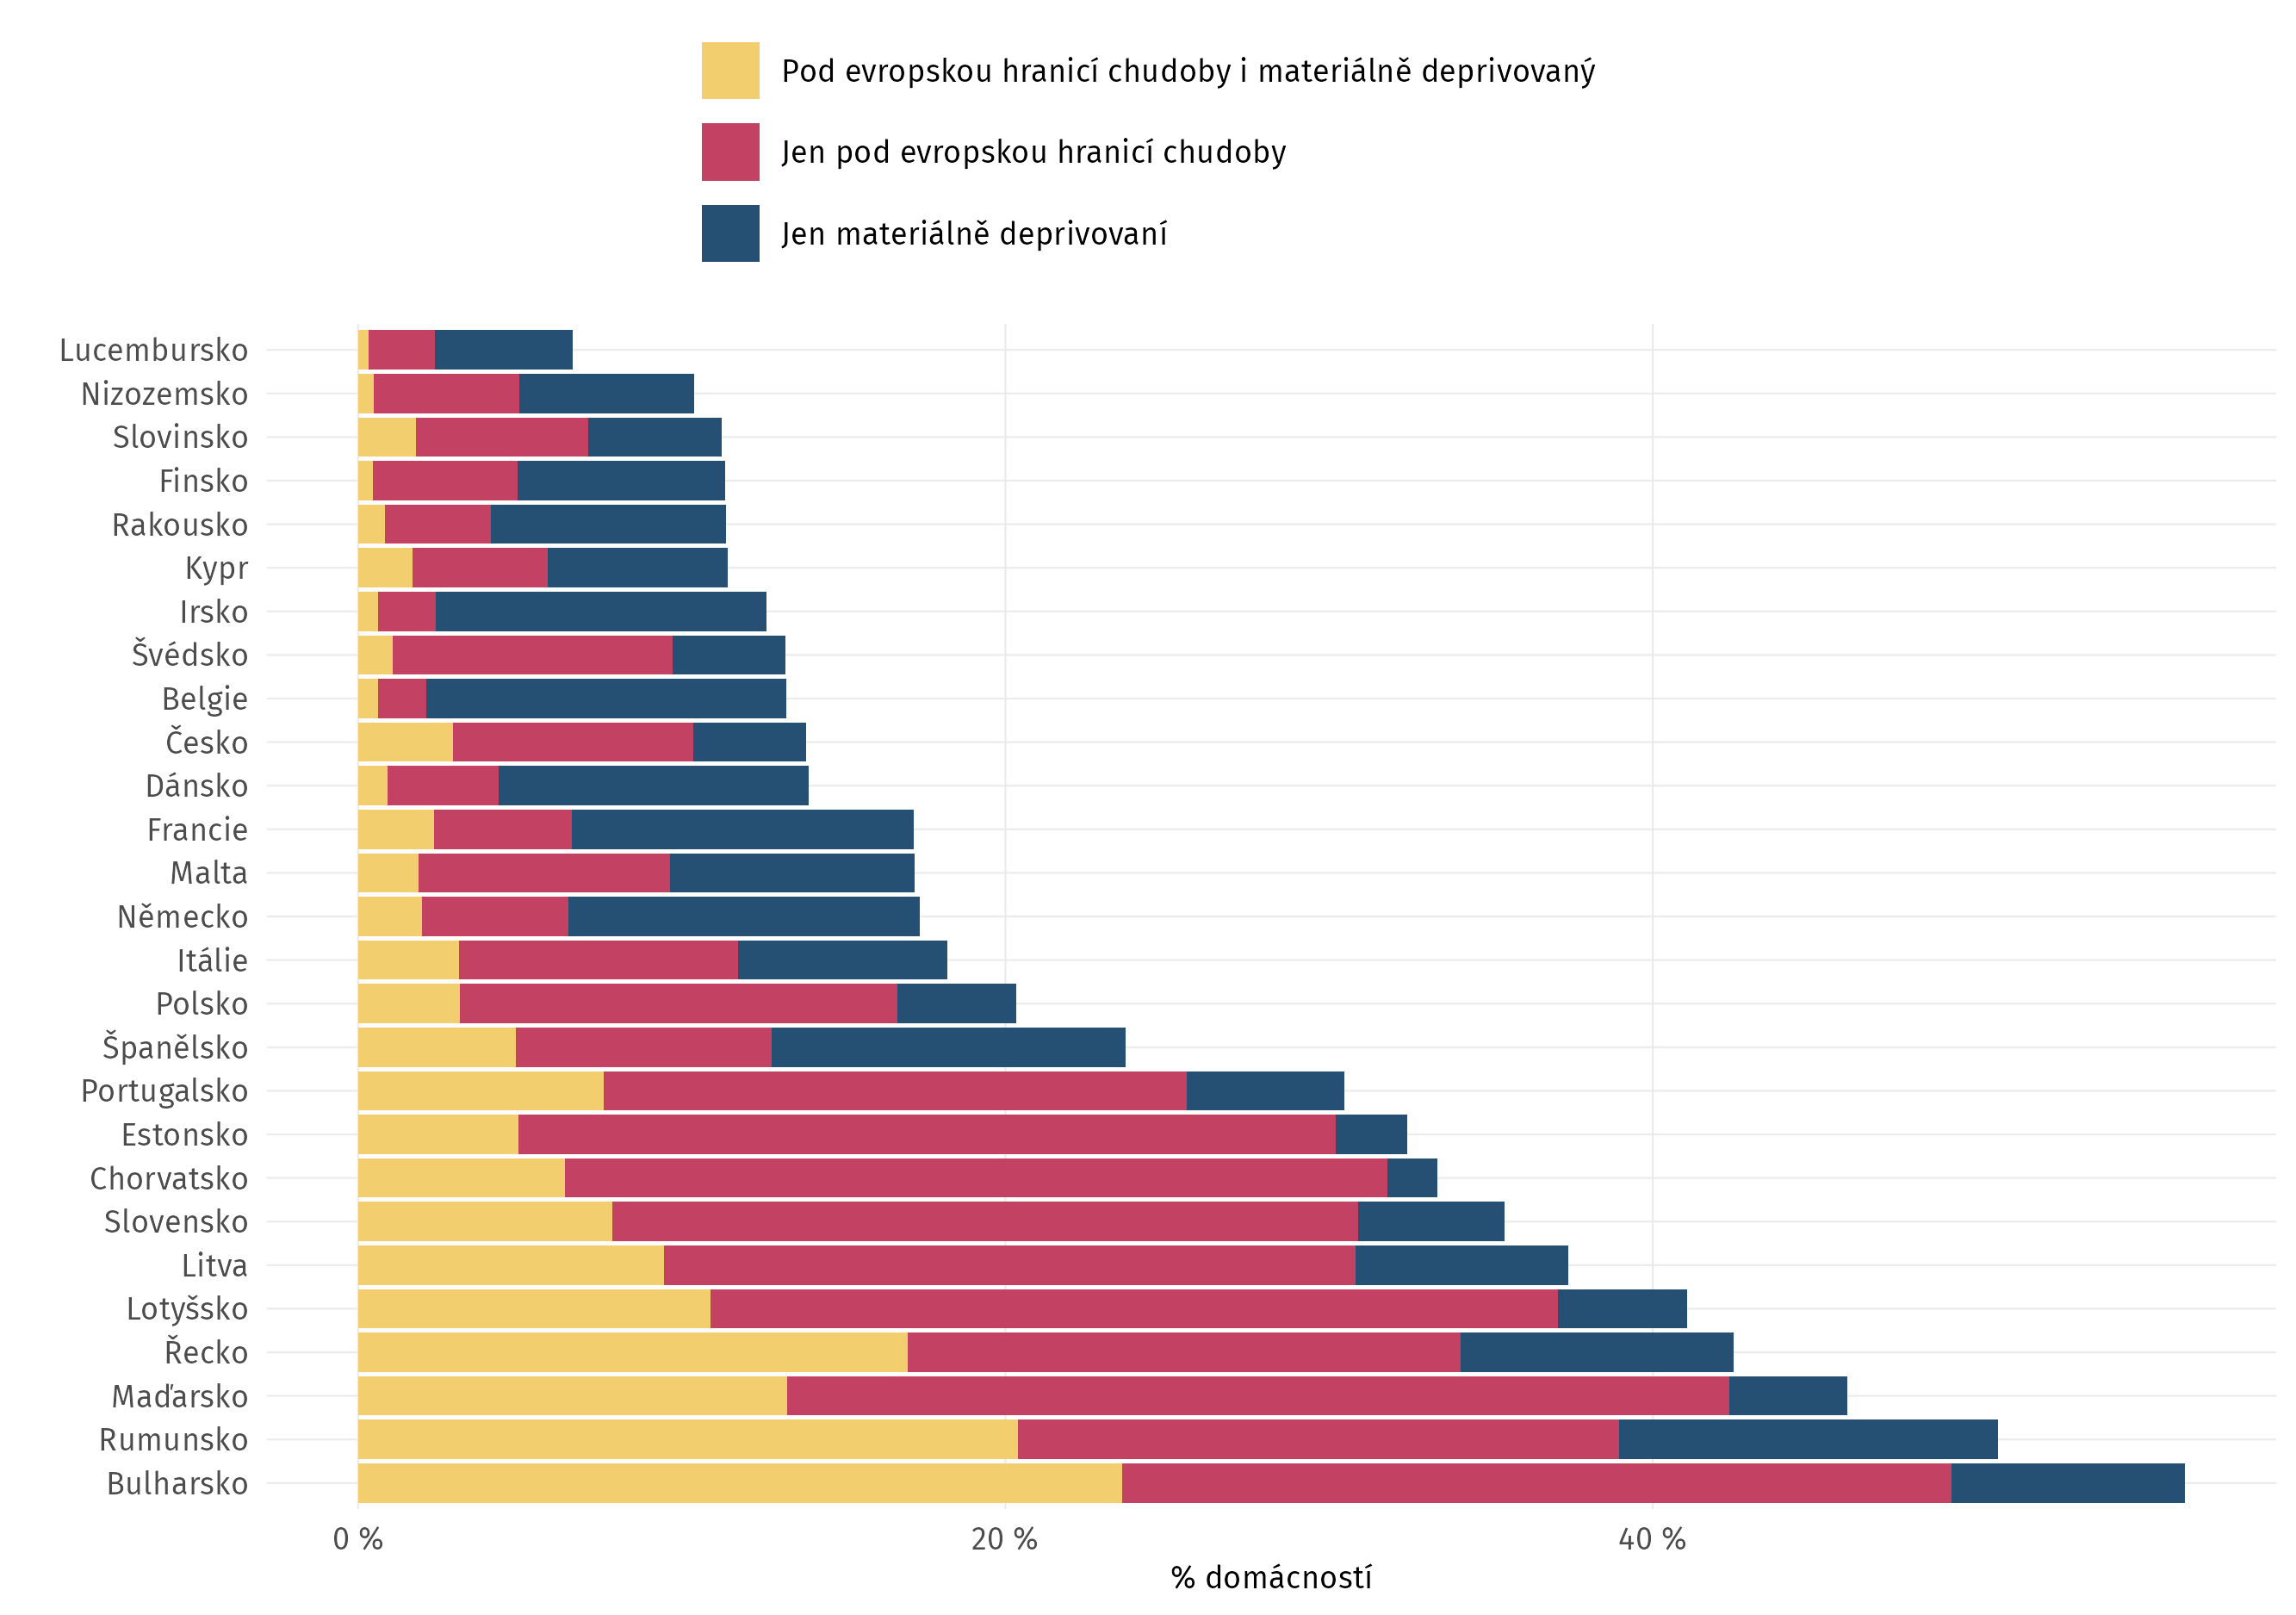 Pod evropskou hranicí chudoby i materiálně deprivovaný
Jen pod evropskou hranicí chudoby
Jen materiálně deprivovaní
Lucembursko
Nizozemsko
Slovinsko
Finsko
Rakousko
Kypr
Irsko
Švédsko
Belgie
Česko
Dánsko
Francie
Malta
Německo
Itálie
Polsko
Španělsko
Portugalsko
Estonsko
Chorvatsko
Slovensko
Litva
Lotyšsko
Řecko
Maďarsko
Rumunsko
Bulharsko
0 % 20 % 40 %
% domácností